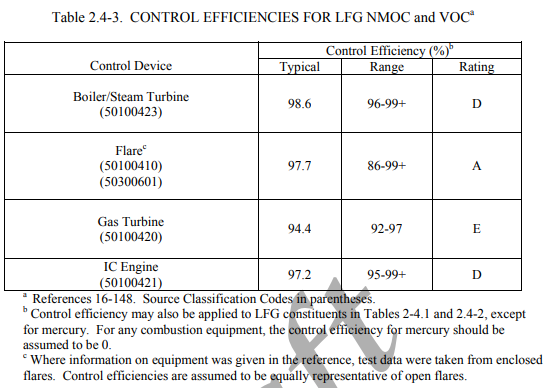 Table 2.4-3. CONTROL EFFICIENCIES FOR LFG NMOC and VOCa
Control Device
Control Efficiency (%)b
Typical Range Rating
Boiler/Steam Turbine
(50100423)
98.6 96-99+ D
Flarec
(50100410)
(50300601)
97.7 86-99+ A
Gas Turbine
(50100420)
94.4 92-97 E
IC Engine
(50100421)
97.2 95-99+ D
a References 16-148. Source Classification Codes in parentheses.
b Control efficiency may also be applied to LFG constituents in Tables 2-4.1 and 2.4-2, except
for mercury. For any combustion equipment, the control efficiency for mercury should be
assumed to be 0.
c Where information on equipment was given in the reference, test data were taken from enclosed
flares. Control efficiencies are assumed to be equally representative of open flares.